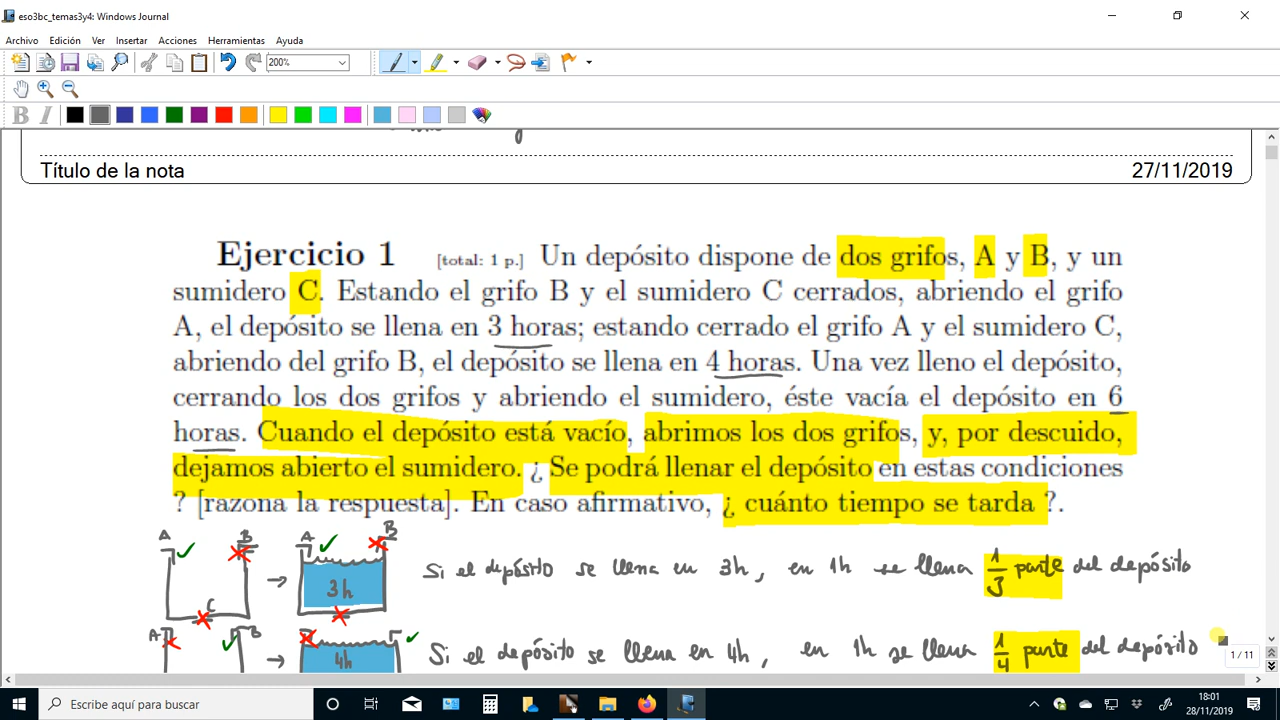 eso3bc_temas3y4: Windows Journal
Archivo Edición Ver Insertar Acciones Herramientas Ayuda
200%
B I
Título de la nota 27/11/2019
Ejercicio 1 [total: 1 p.] Un depósito dispone de dos grifos, A y B, y un
sumidero C. Estando el grifo B y el sumidero C cerrados, abriendo el grifo
A, el depósito se llena en 3 horas; estando cerrado el grifo A y el sumidero C,
abriendo del grifo B, el depósito se llena en 4 horas. Una vez lleno el depósito,
cerrando los dos grifos y abriendo el sumidero, éste vacía el depósito en 6
horas. Cuando el depósito está vacío, abrimos los dos grifos, y, por descuido,
dejamos abierto el sumidero. ¿ Se podrá llenar el depósito en estas condiciones
? [razona la respuesta]. En caso afirmativo, ¿ cuánto tiempo se tarda ?.
A B A B
C 3h
Si el depósito se llena en 3h, en 1h se llena 1/3 parte del depósito
A B 4h
Si el depósito se llena en 4h, en 1h se llena 1/4 parte del depósito
1 / 11
Escribe aquí para buscar
18:01
28/11/2019